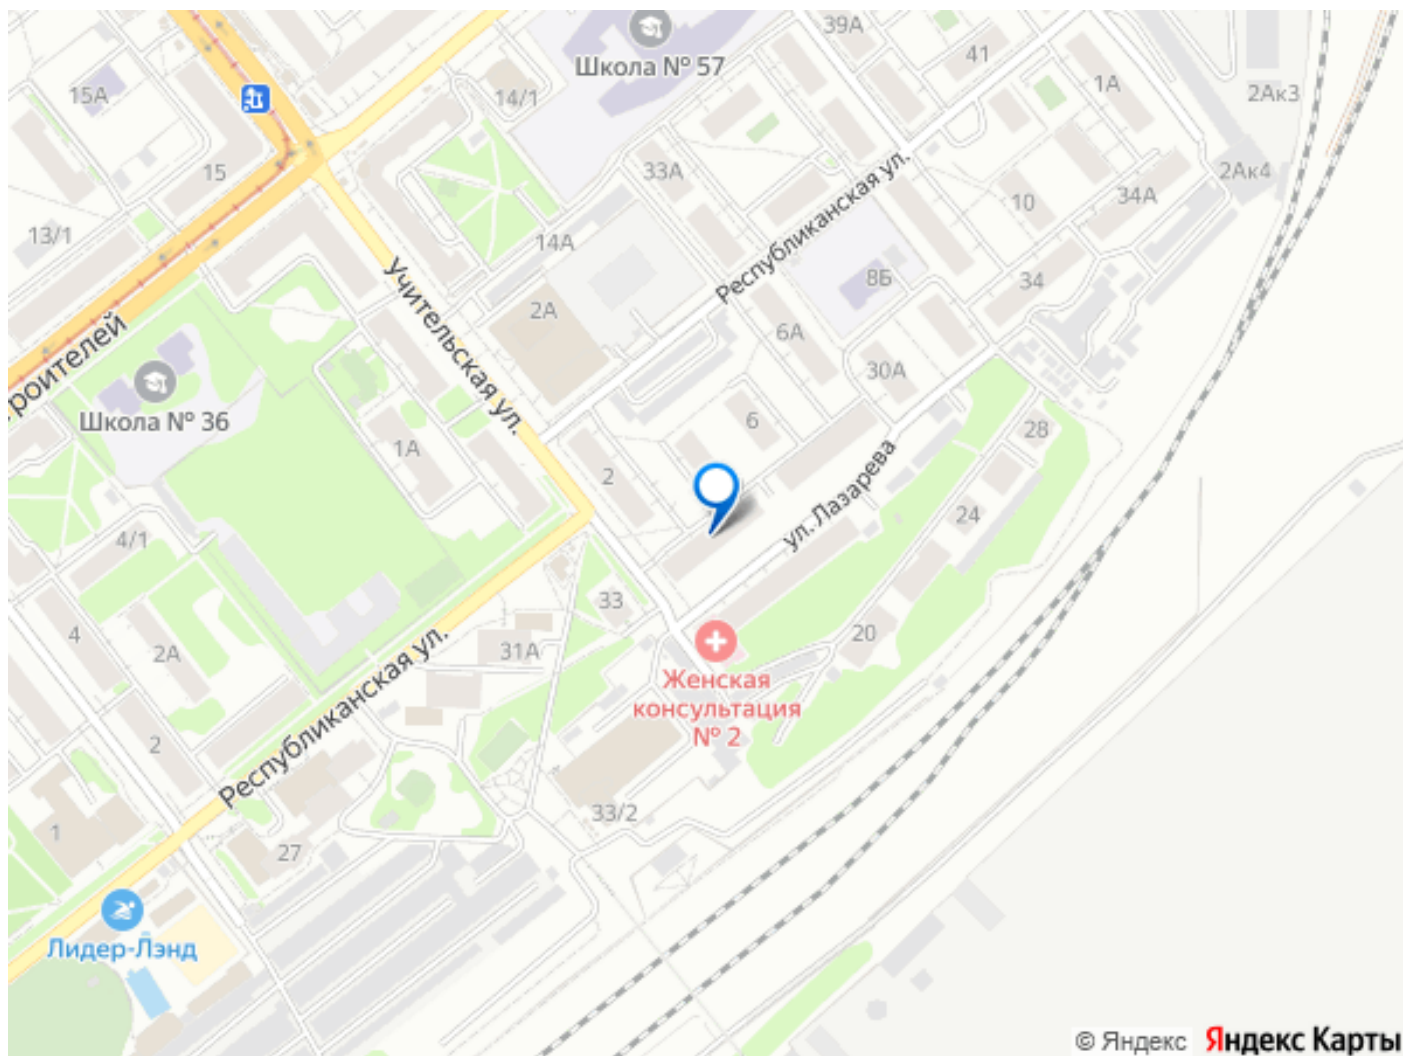 39А
41
Школа № 57
1А
2Ак3
15А
14/1
15
33А
2Ак4
34А
10
Республиканская ул.
13/1
14А
8Б
34
Учительская ул.
2А
6А
роителей
30А
Школа № 36
6
28
1А
2
ул. Лазарева
24
4/1
33
4
2А
31А
20
Республиканская ул.
Женская
консультация
№ 2
2
33/2
1
27
Лидер-Лэнд
© Яндекс Яндекс Карты